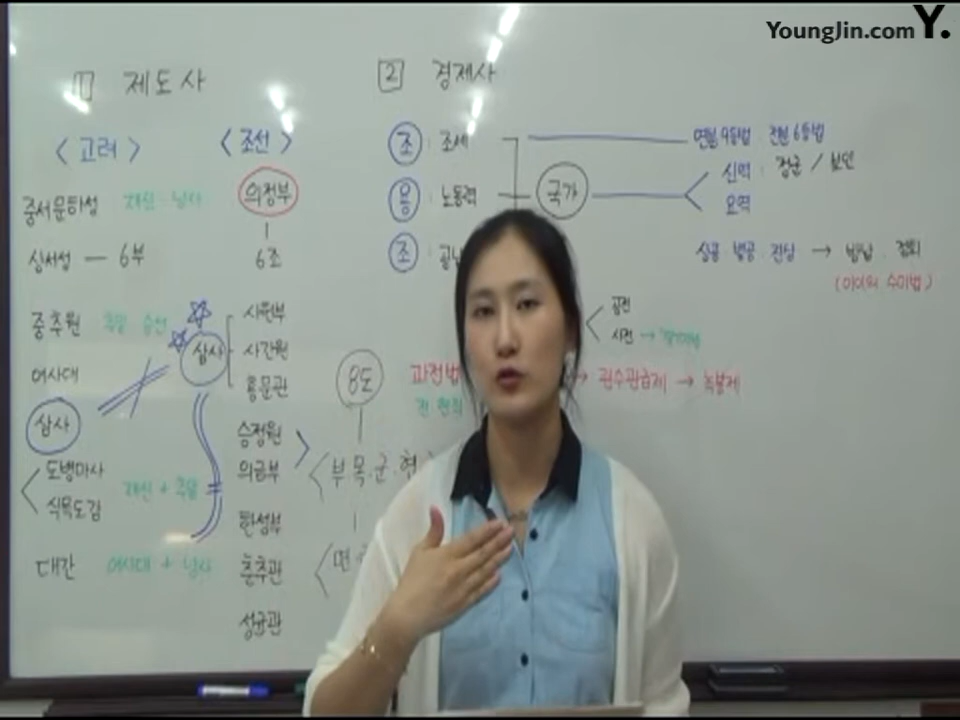 YoungJin.com Y.
1 제도사
2 경제사
<고려>
<조선>
중서문하성 재신 낭사
의정부
상서성 — 6부
6조
중추원 추밀 승선
어사대
삼사
도병마사
식목도감
재신 + 추밀
대간 어사대 + 낭사
삼사
사헌부
사간원
홍문관
승정원
의금부
한성부
춘추관
성균관
8도
부.목.군.현
면
조 : 조세
용 : 노동력
조 : 공납
국가
연분 9등법 전분 6등법
신역 : 정군 / 보인
요역
상공 별공 진상 → 방납
(이이의 수미법)
공전
사전 →
과전법
전 현직
→ 관수관급제 → 녹봉제